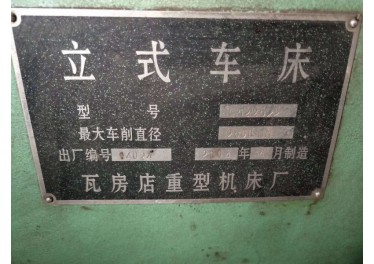 立式车床
型号
最大车削直径
出厂编号 年 月制造
瓦房店重型机床厂